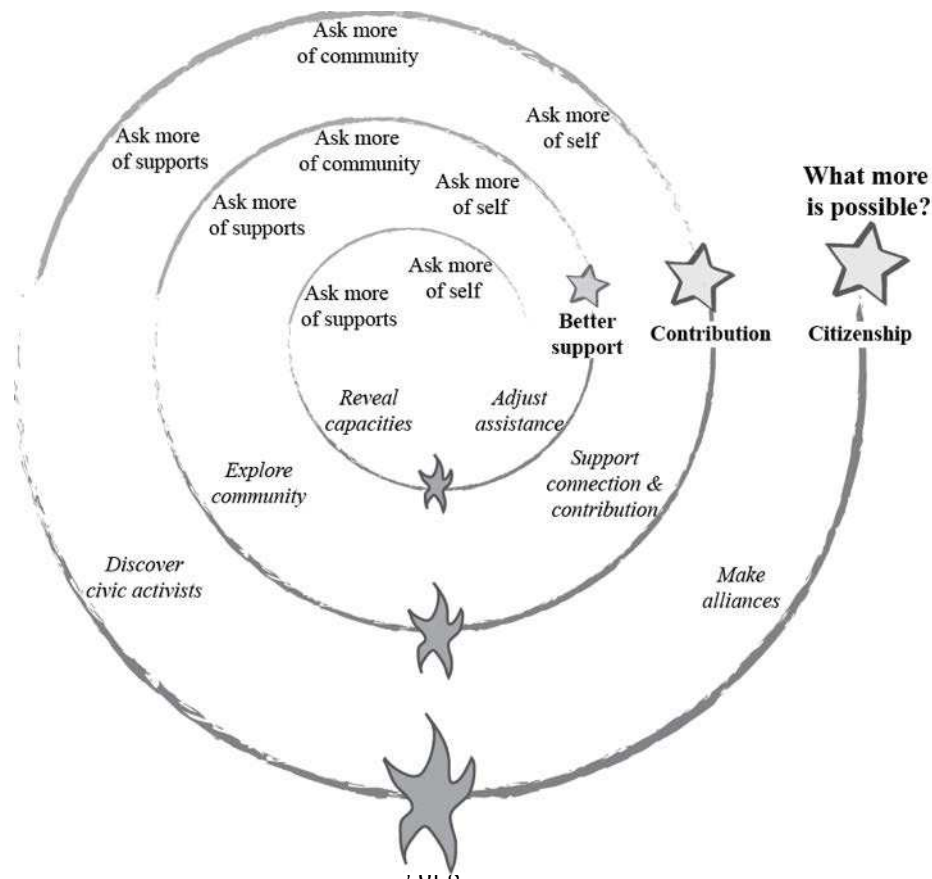 Ask more
of community
Ask more
of self
Ask more
of supports
Ask more
of community
What more
is possible?
Ask more
of self
Ask more
of supports
Ask more
of self
Ask more
of supports
Better
support
Contribution
Citizenship
Reveal
capacities
Adjust
assistance
Explore
community
Support
connection &
contribution
Discover
civic activists
Make
alliances